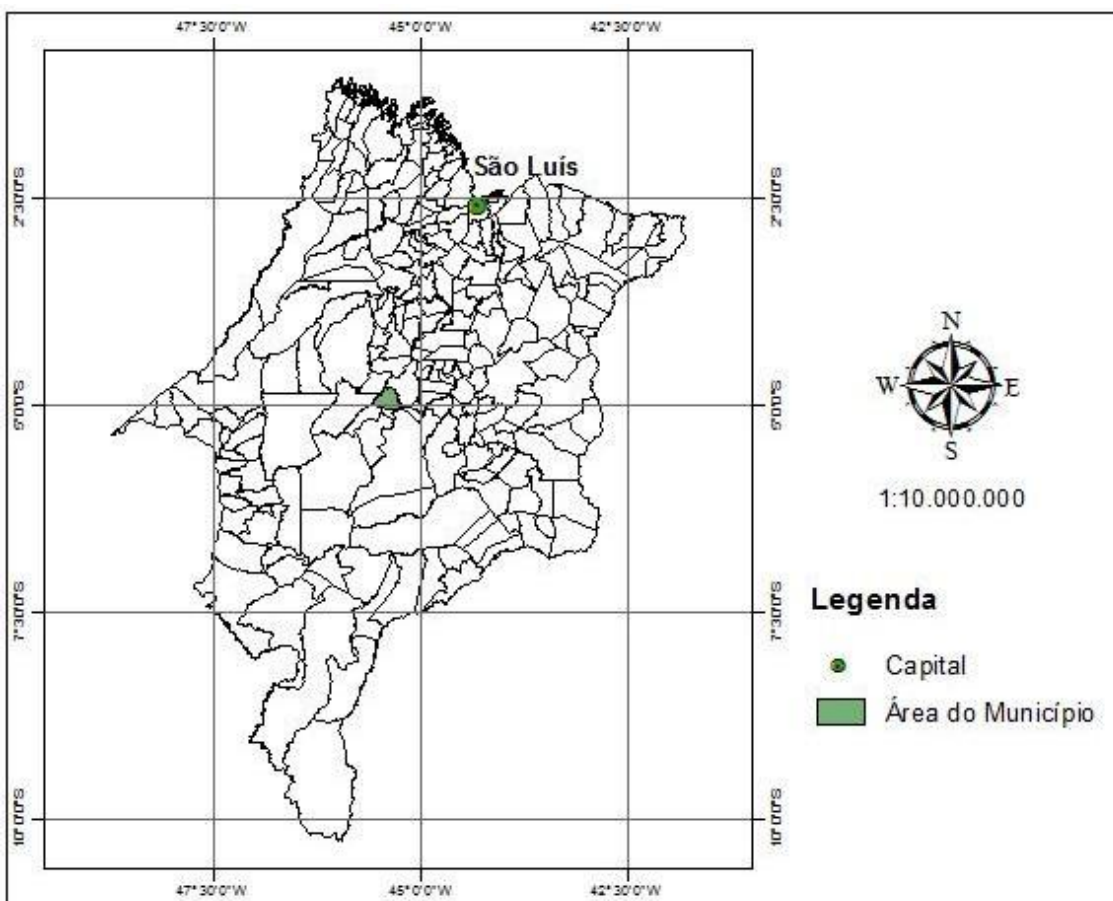 47°30'0"W 45°0'0"W 42°30'0"W
São Luís
2°30'0"S 2°30'0"S
N
W E
S
5°0'0"S 5°0'0"S
1:10.000.000
Legenda
7°30'0"S 7°30'0"S
Capital
Área do Município
10°0'0"S 10°0'0"S
47°30'0"W 45°0'0"W 42°30'0"W